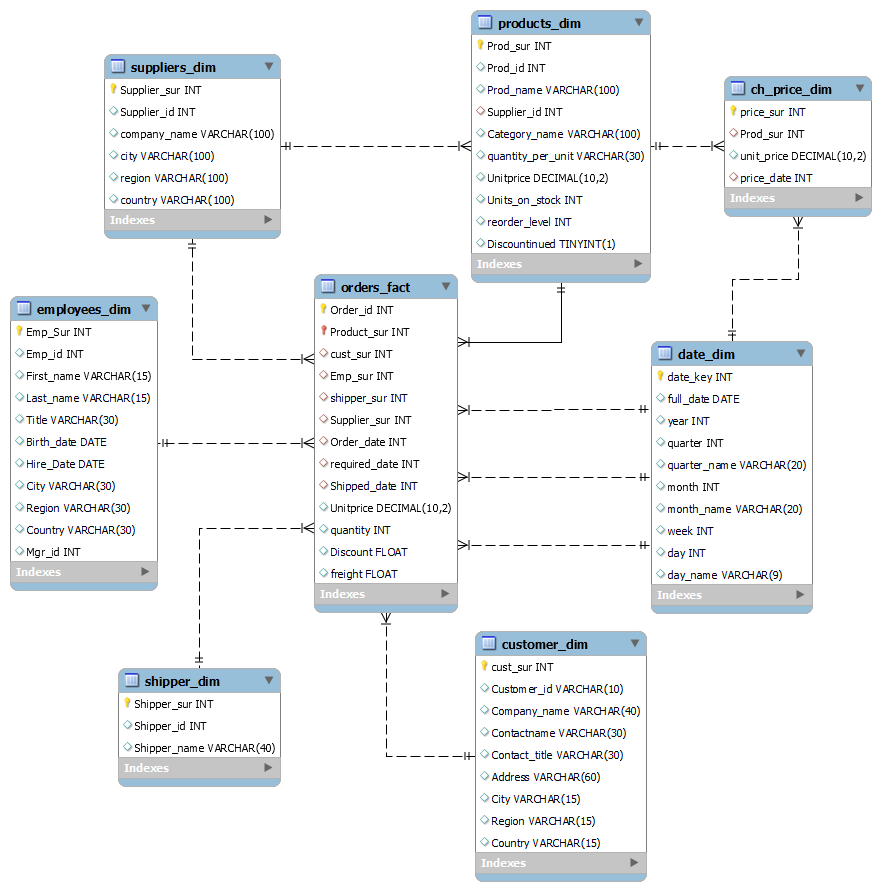 products_dim
Prod_sur INT
Prod_id INT
Prod_name VARCHAR(100)
Supplier_id INT
Category_name VARCHAR(100)
quantity_per_unit VARCHAR(30)
Unitprice DECIMAL(10,2)
Units_on_stock INT
reorder_level INT
Discountinued TINYINT(1)
Indexes
suppliers_dim
Supplier_sur INT
Supplier_id INT
company_name VARCHAR(100)
city VARCHAR(100)
region VARCHAR(100)
country VARCHAR(100)
Indexes
ch_price_dim
price_sur INT
Prod_sur INT
unit_price DECIMAL(10,2)
price_date INT
Indexes
orders_fact
Order_id INT
Product_sur INT
cust_sur INT
Emp_sur INT
shipper_sur INT
Supplier_sur INT
Order_date INT
required_date INT
Shipped_date INT
Unitprice DECIMAL(10,2)
quantity INT
Discount FLOAT
freight FLOAT
Indexes
employees_dim
Emp_Sur INT
Emp_id INT
First_name VARCHAR(15)
Last_name VARCHAR(15)
Title VARCHAR(30)
Birth_date DATE
Hire_Date DATE
City VARCHAR(30)
Region VARCHAR(30)
Country VARCHAR(30)
Mgr_id INT
Indexes
date_dim
date_key INT
full_date DATE
year INT
quarter INT
quarter_name VARCHAR(20)
month INT
month_name VARCHAR(20)
week INT
day INT
day_name VARCHAR(9)
Indexes
shipper_dim
Shipper_sur INT
Shipper_id INT
Shipper_name VARCHAR(40)
Indexes
customer_dim
cust_sur INT
Customer_id VARCHAR(10)
Company_name VARCHAR(40)
Contactname VARCHAR(30)
Contact_title VARCHAR(30)
Address VARCHAR(60)
City VARCHAR(15)
Region VARCHAR(15)
Country VARCHAR(15)
Indexes